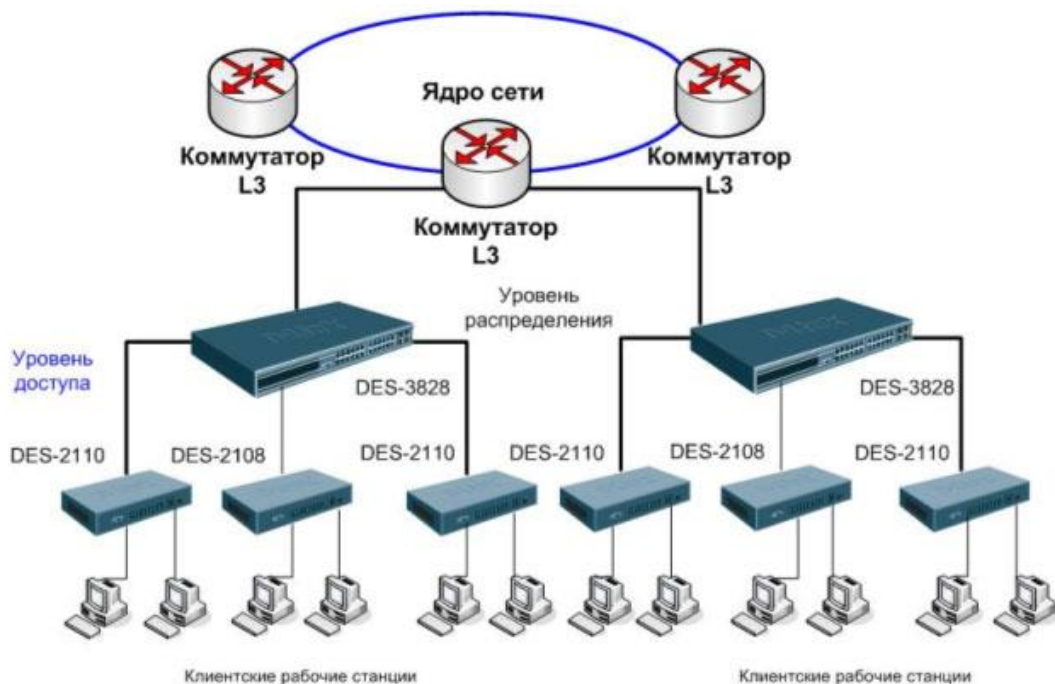 Ядро сети
Коммутатор
L3
Коммутатор
L3
Коммутатор
L3
Уровень
распределения
Уровень
доступа
DES-3828
DES-3828
DES-2110
DES-2108
DES-2110
DES-2110
DES-2108
DES-2110
Клиентские рабочие станции
Клиентские рабочие станции